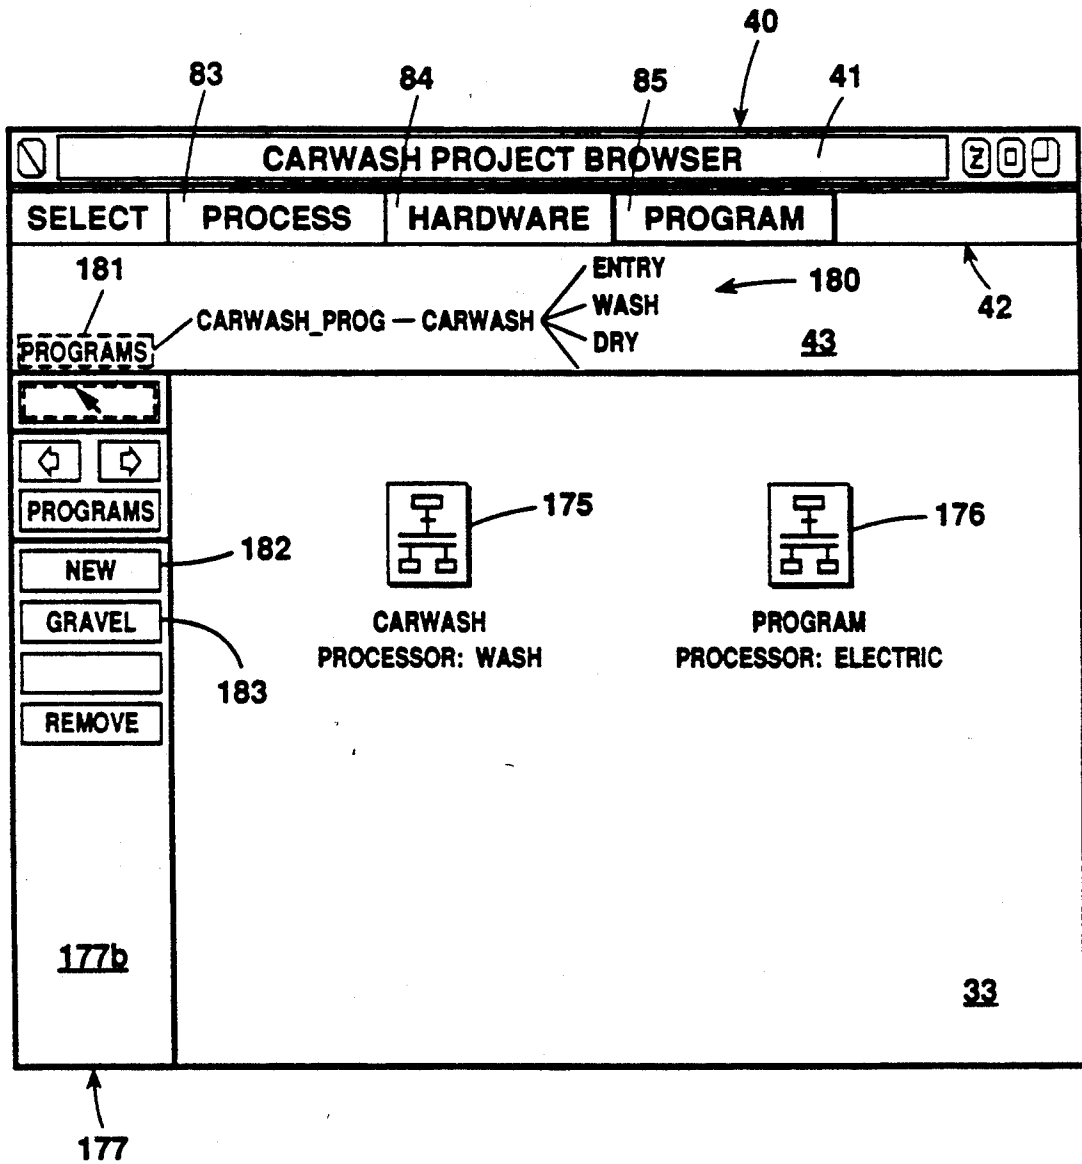 40
83 84 85 41
CARWASH PROJECT BROWSER
Z
SELECT PROCESS HARDWARE PROGRAM
181 ENTRY 180
CARWASH_PROG CARWASH WASH 42
PROGRAMS DRY 43
PROGRAMS
175 176
182
NEW
GRAVEL CARWASH PROGRAM
PROCESSOR: WASH PROCESSOR: ELECTRIC
183
REMOVE
177b
33
177